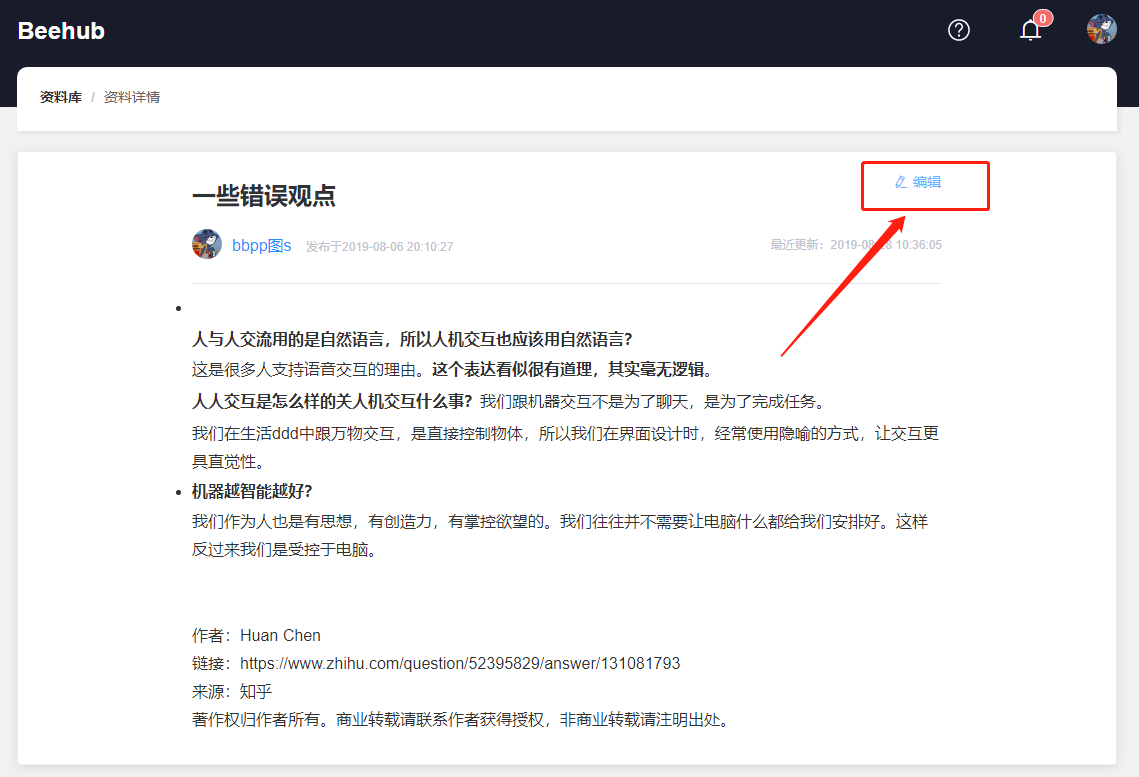 Beehub
0
资料库 / 资料详情
编辑
一些错误观点
bbpp图s 发布于2019-08-06 20:10:27
最近更新：2019-08- 8 10:36:05
人与人交流用的是自然语言，所以人机交互也应该用自然语言？
这是很多人支持语音交互的理由。这个表达看似很有道理，其实毫无逻辑。
人人交互是怎么样的关人机交互什么事？我们跟机器交互不是为了聊天，是为了完成任务。
我们在生活ddd中跟万物交互，是直接控制物体，所以我们在界面设计时，经常使用隐喻的方式，让交互更
具直觉性。
机器越智能越好？
我们作为人也是有思想，有创造力，有掌控欲望的。我们往往并不需要让电脑什么都给我们安排好。这样
反过来我们是受控于电脑。
作者：Huan Chen
链接：https://www.zhihu.com/question/52395829/answer/131081793
来源：知乎
著作权归作者所有。商业转载请联系作者获得授权，非商业转载请注明出处。